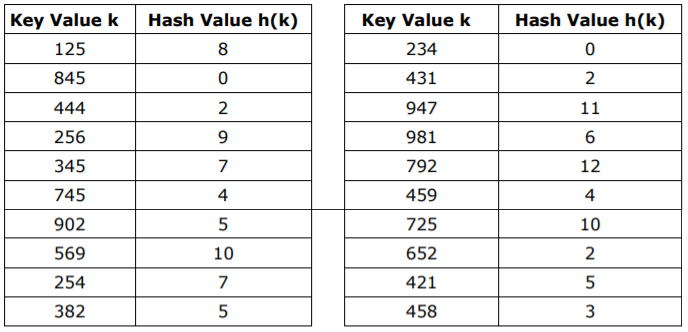 Key Value k Hash Value h(k) Key Value k Hash Value h(k)
125 8 234 0
845 0 431 2
444 2 947 11
256 9 981 6
345 7 792 12
745 4 459 4
902 5 725 10
569 10 652 2
254 7 421 5
382 5 458 3